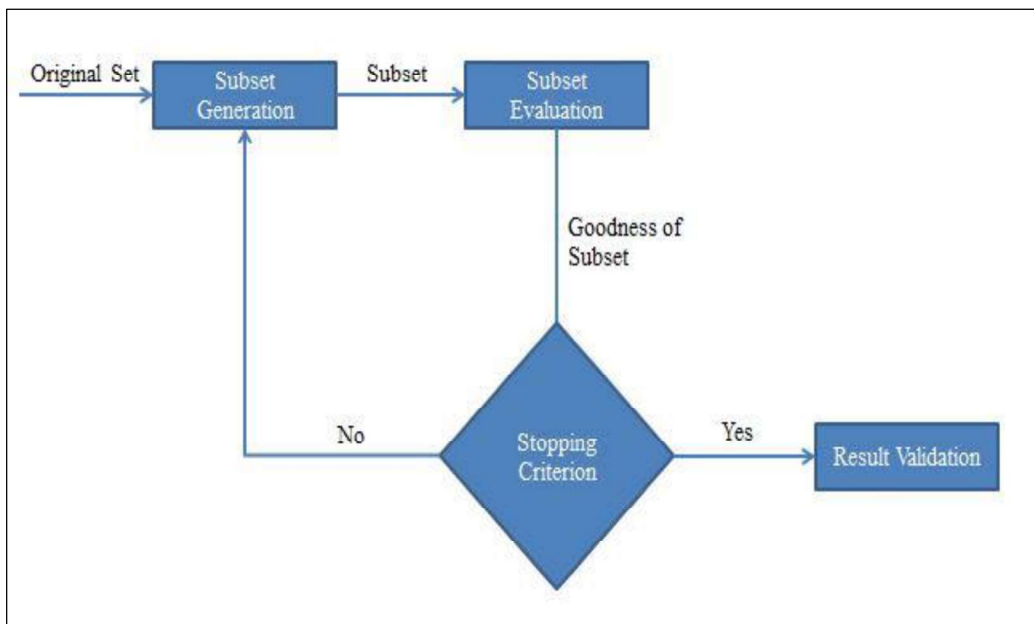 Original Set
Subset
Generation
Subset
Subset
Evaluation
Goodness of
Subset
No
Stopping
Criterion
Yes
Result Validation